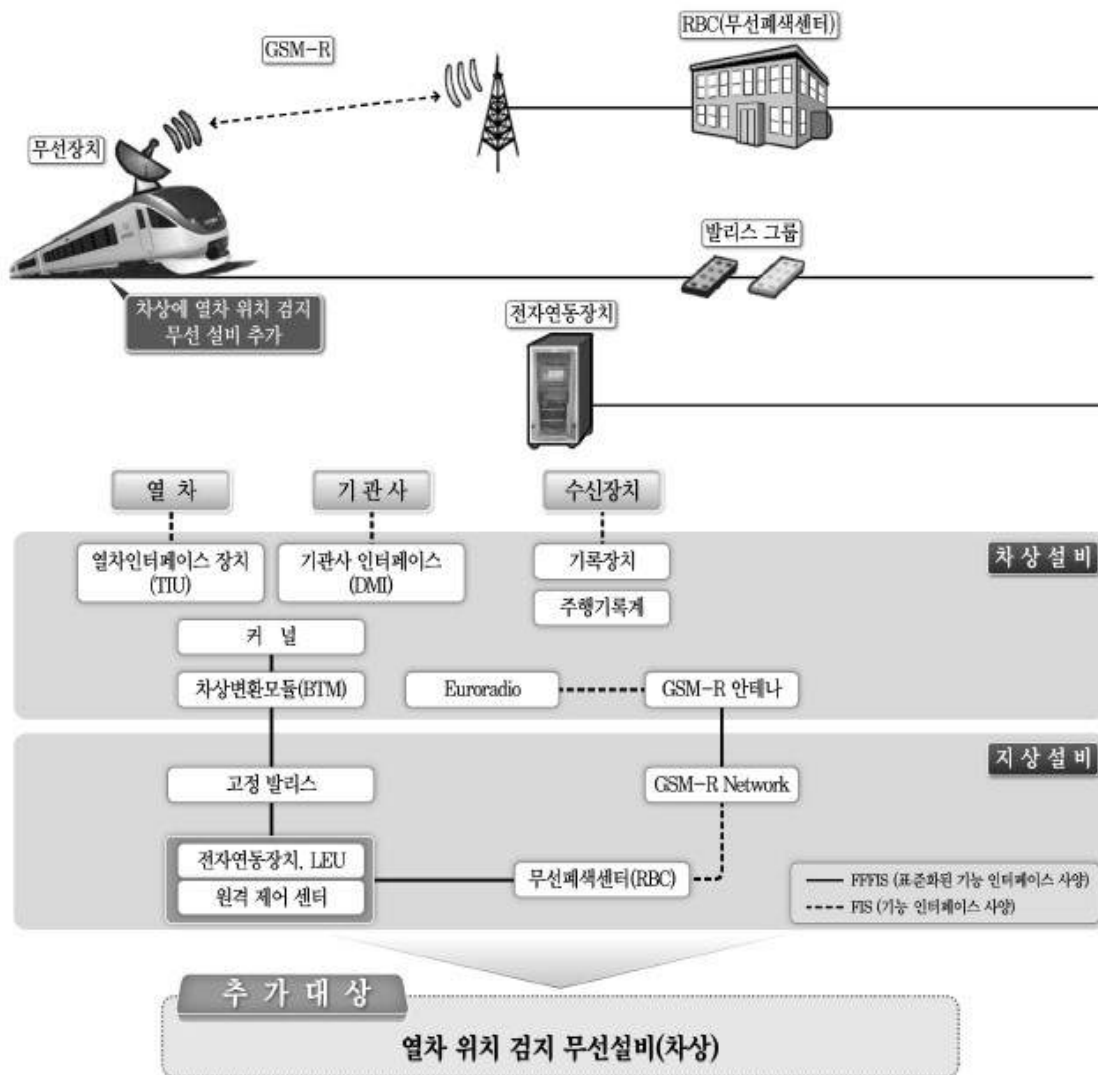 RBC(무선폐색센터)
GSM-R
무선장치
발리스 그룹
차상에 열차 위치 검지
무선 설비 추가
전자연동장치
열 차
기 관 사
수신장치
차 상 설 비
열차인터페이스 장치
(TIU)
기관사 인터페이스
(DMI)
기록장치
주행기록계
커 널
차상변환모듈(BTM)
Euroradio
GSM-R 안테나
지 상 설 비
고정 발리스
GSM-R Network
전자연동장치, LEU
원격 제어 센터
무선폐색센터(RBC)
FFFIS (표준화된 기능 인터페이스 사양)
FIS (기능 인터페이스 사양)
추 가 대 상
열차 위치 검지 무선설비(차상)